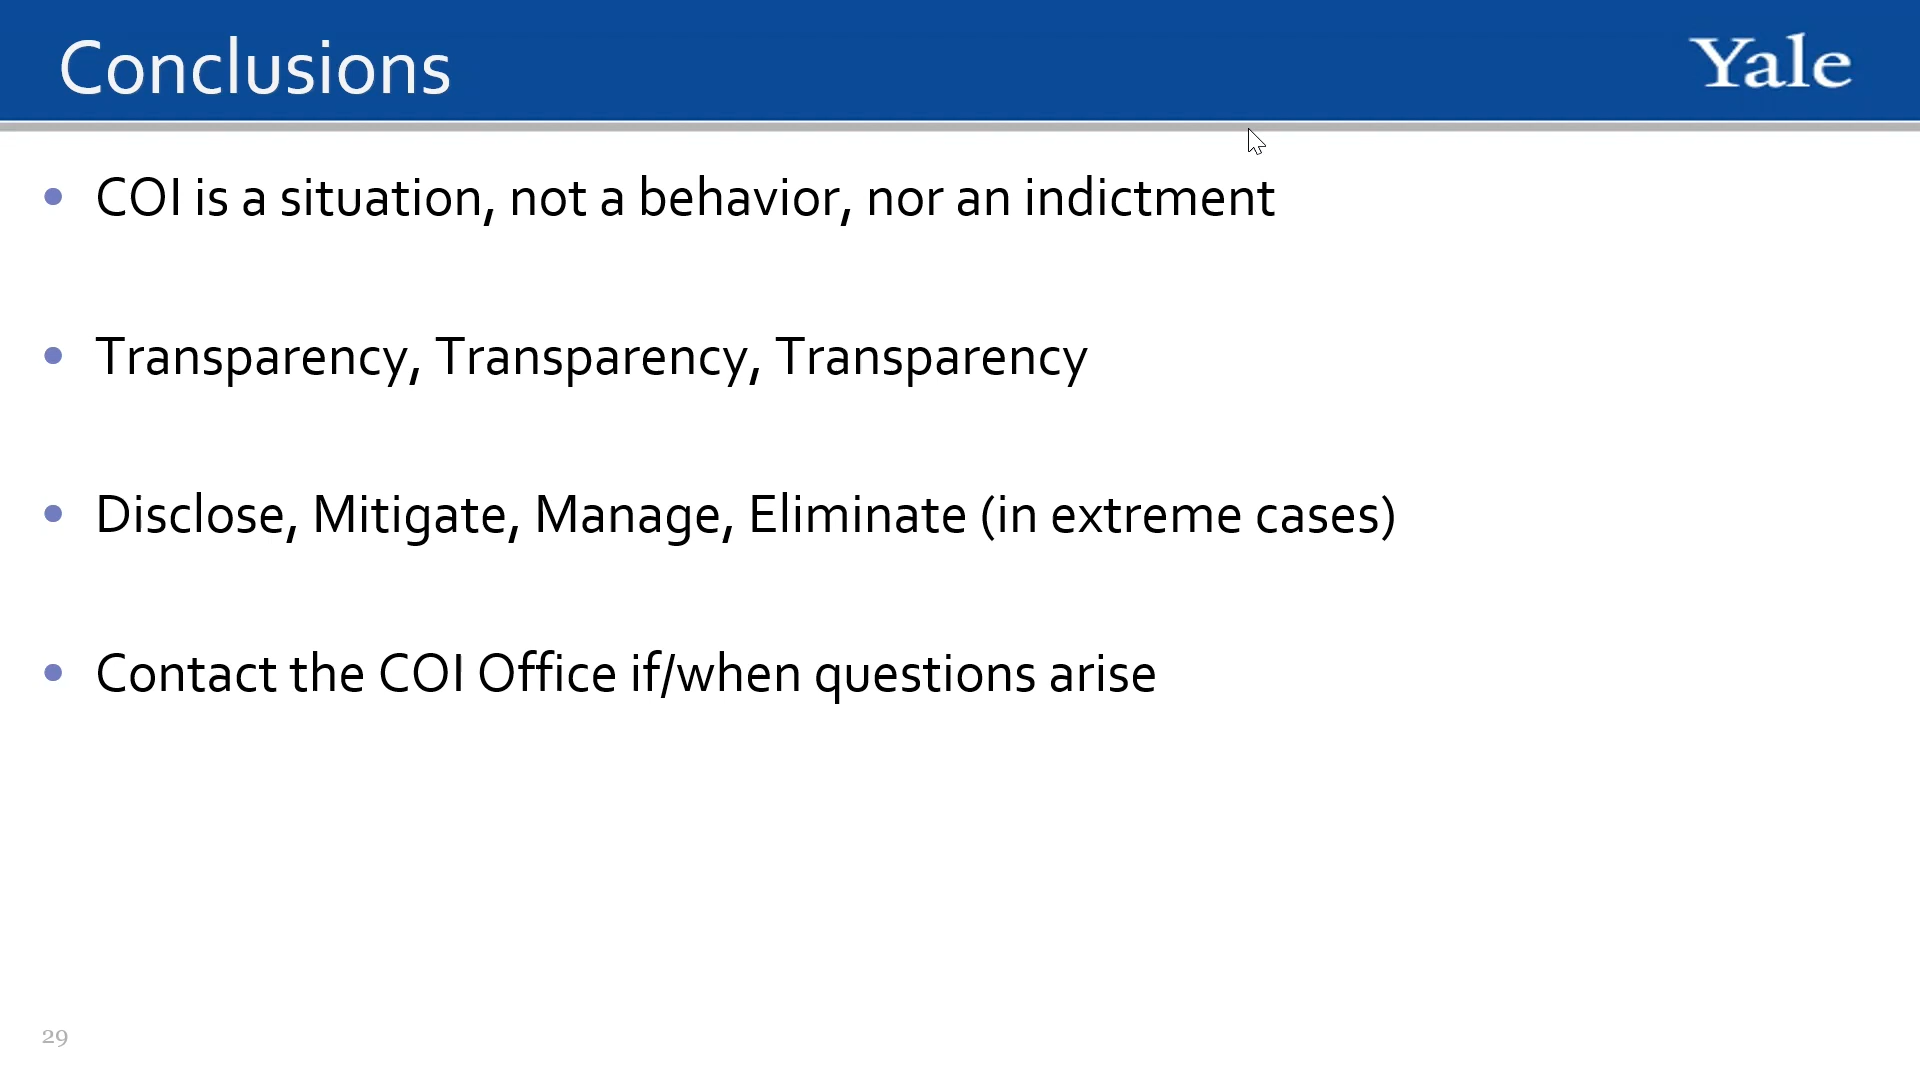 Conclusions
Yale
• COI is a situation, not a behavior, nor an indictment
• Transparency, Transparency, Transparency
• Disclose, Mitigate, Manage, Eliminate (in extreme cases)
• Contact the COI Office if/when questions arise
29